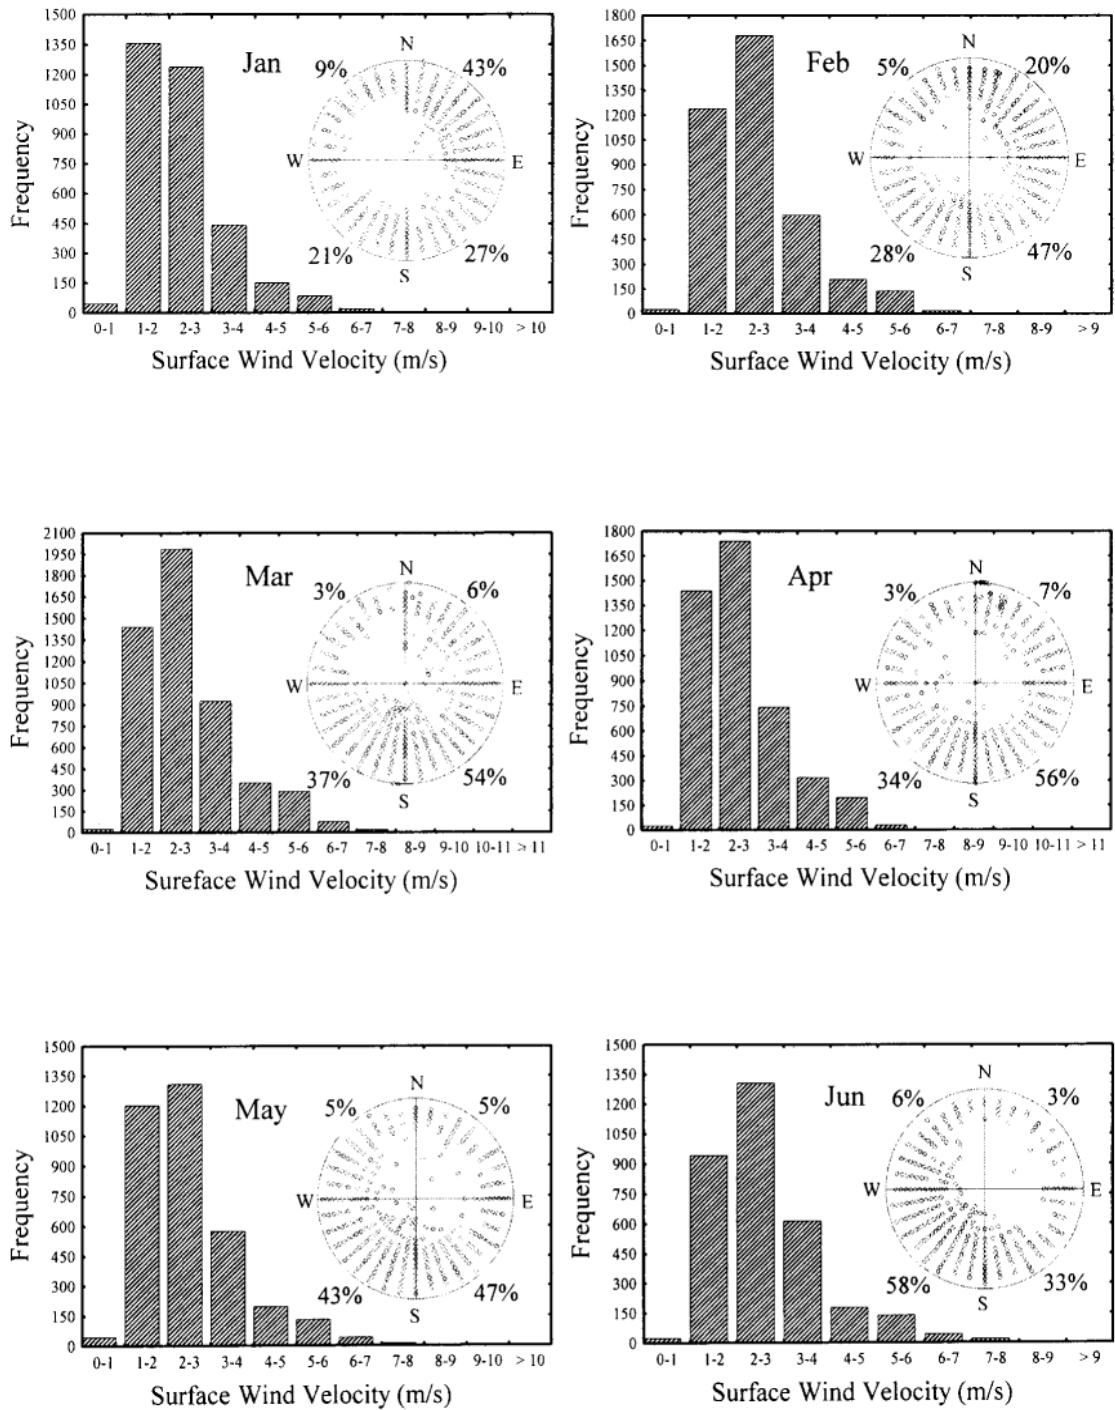 1500
1350
1200
1050
900
750
600
450
300
150
0
Frequency
Jan
N
9%
43%
W
E
21%
27%
S
0-1 1-2 2-3 3-4 4-5 5-6 6-7 7-8 8-9 9-10 > 10
Surface Wind Velocity (m/s)
1800
1650
1500
1350
1200
1050
900
750
600
450
300
150
0
Frequency
Feb
N
5%
20%
W
E
28%
47%
S
0-1 1-2 2-3 3-4 4-5 5-6 6-7 7-8 8-9 > 9
Surface Wind Velocity (m/s)
2100
1950
1800
1650
1500
1350
1200
1050
900
750
600
450
300
150
0
Frequency
Mar
N
3%
6%
W
E
37%
54%
S
0-1 1-2 2-3 3-4 4-5 5-6 6-7 7-8 8-9 9-10 10-11 > 11
Sureface Wind Velocity (m/s)
1800
1650
1500
1350
1200
1050
900
750
600
450
300
150
0
Frequency
Apr
N
3%
7%
W
E
34%
56%
S
0-1 1-2 2-3 3-4 4-5 5-6 6-7 7-8 8-9 9-10 10-11 > 11
Surface Wind Velocity (m/s)
1500
1350
1200
1050
900
750
600
450
300
150
0
Frequency
May
N
5%
5%
W
E
43%
47%
S
0-1 1-2 2-3 3-4 4-5 5-6 6-7 7-8 8-9 9-10 > 10
Surface Wind Velocity (m/s)
1500
1350
1200
1050
900
750
600
450
300
150
0
Frequency
Jun
N
6%
3%
W
E
58%
33%
S
0-1 1-2 2-3 3-4 4-5 5-6 6-7 7-8 8-9 > 9
Surface Wind Velocity (m/s)